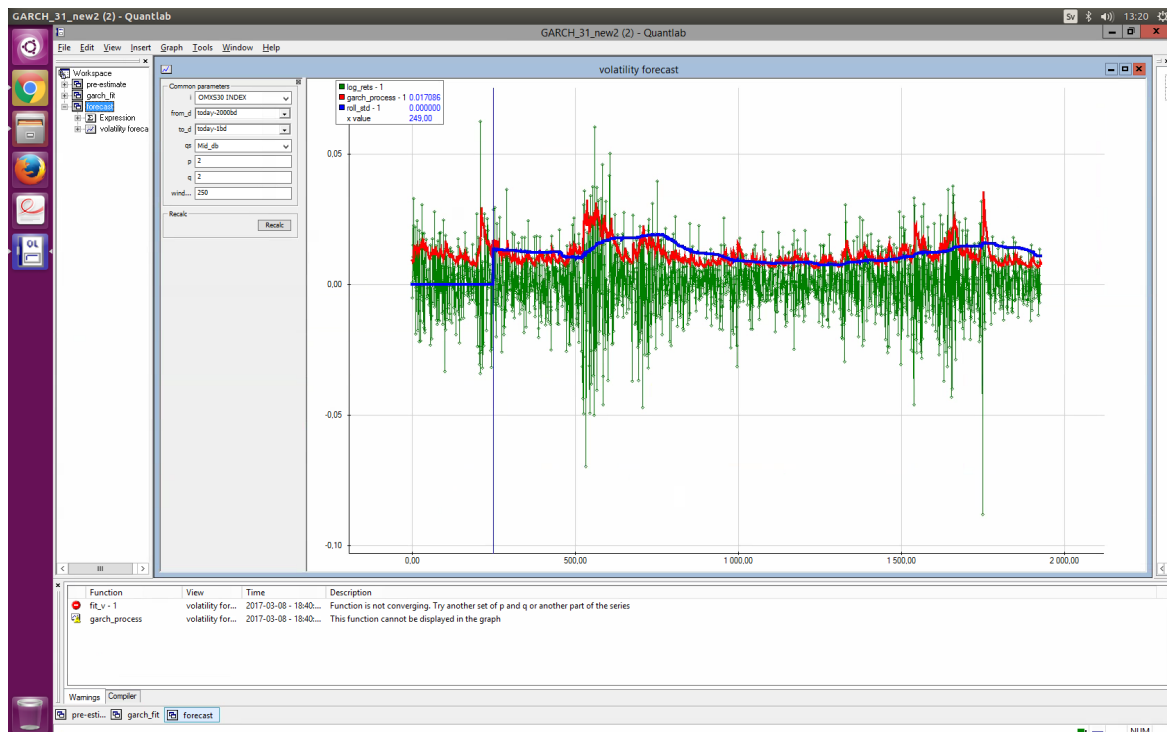 GARCH_31_new2 (2) - Quantlab
Sv
13:20
GARCH_31_new2 (2) - Quantlab
File Edit View Insert Graph Tools Window Help
Workspace
pre-estimate
garch_fit
forecast
Expression
volatility foreca
volatility forecast
Common parameters
i OMXS30 INDEX
from_d today-2000bd
to_d today-1bd
qs Mid_db
p 2
q 2
wind... 250
Recalc
Recalc
log_rets - 1
garch_process - 1 0.017086
roll_std - 1 0.000000
x value 249,00
0,05
0,00
-0,05
-0,10
0,00 500,00 1 000,00 1 500,00 2 000,00
QL
Function View Time Description
fit_v - 1 volatility for... 2017-03-08 - 18:40:... Function is not converging. Try another set of p and q or another part of the series
garch_process volatility for... 2017-03-08 - 18:40:... This function cannot be displayed in the graph
Warnings Compiler
pre-esti... garch_fit forecast
NUM